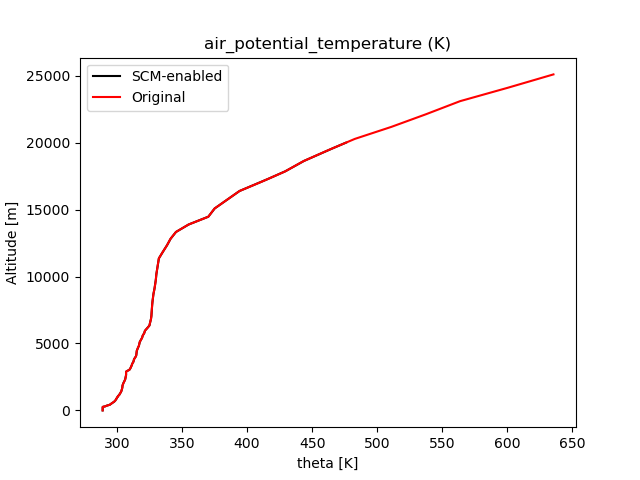 air_potential_temperature (K)
SCM-enabled
Original
25000
20000
15000
10000
5000
0
Altitude [m]
300 350 400 450 500 550 600 650
theta [K]